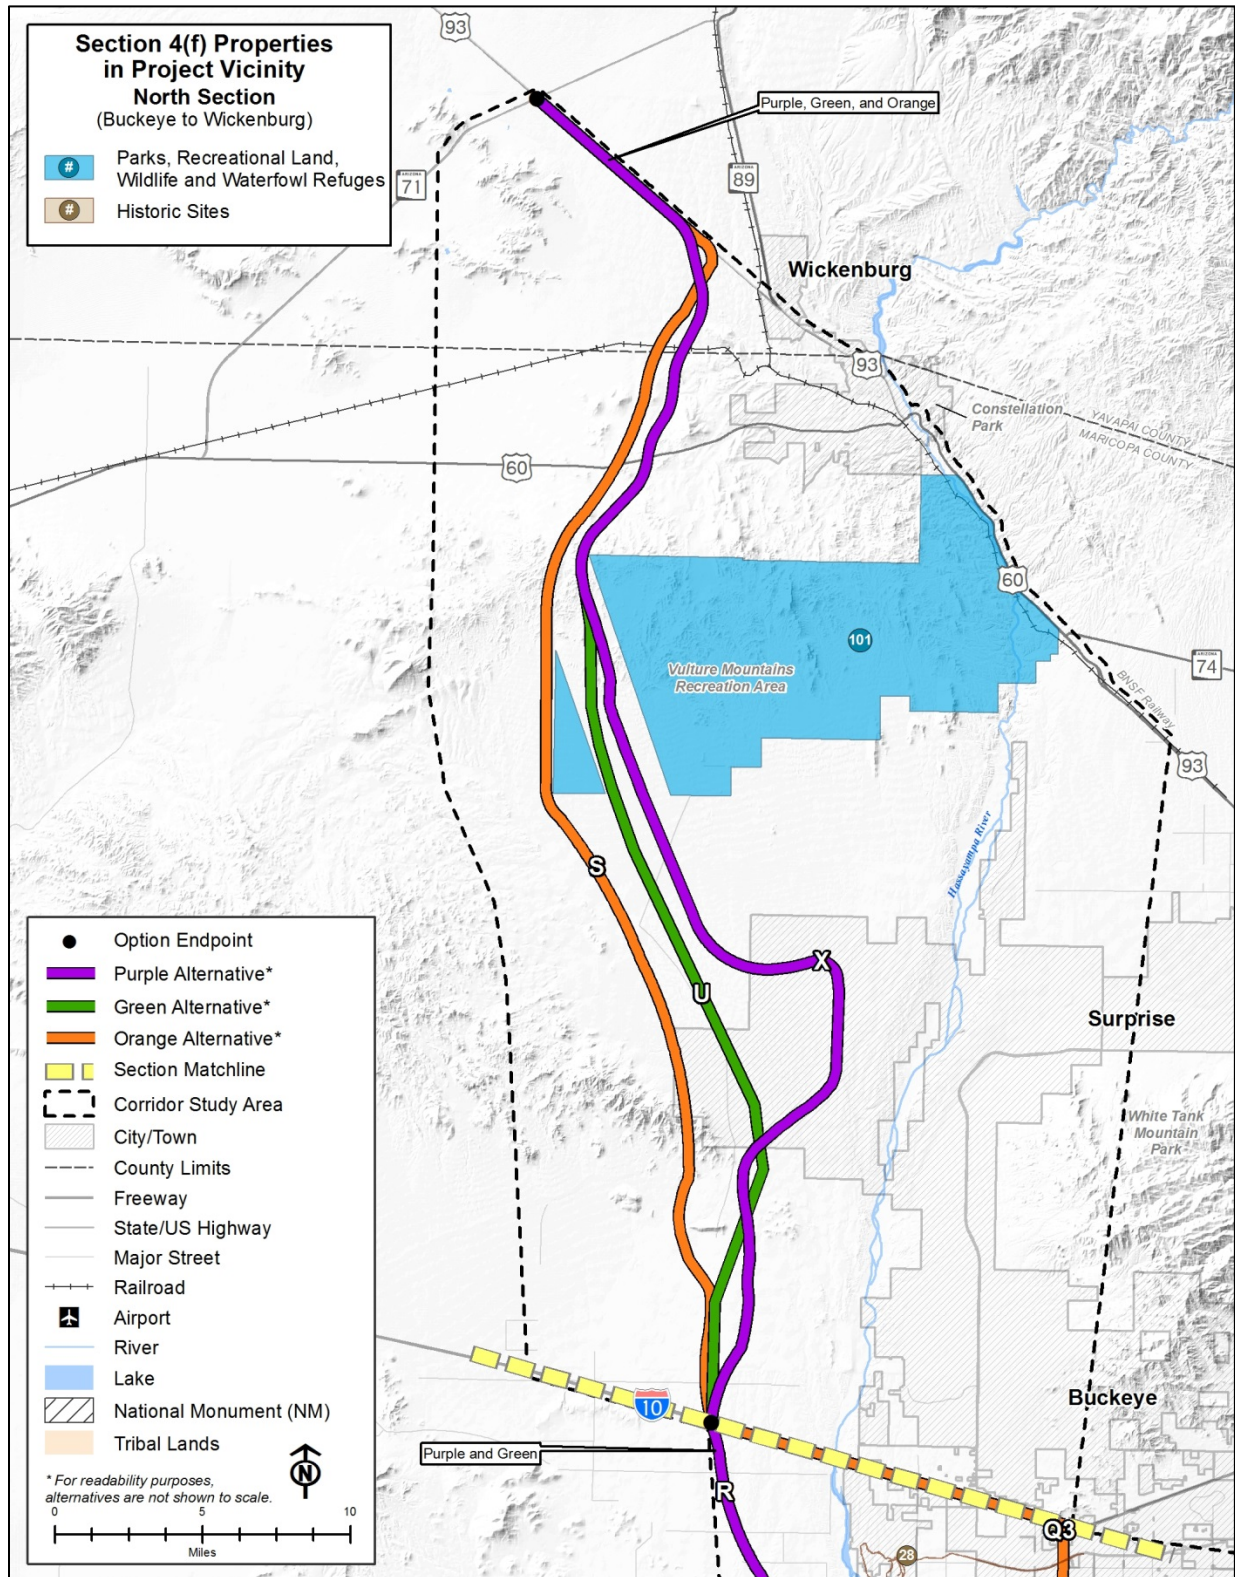 Section 4(f) Properties
in Project Vicinity
North Section
(Buckeye to Wickenburg)
#
Parks, Recreational Land,
Wildlife and Waterfowl Refuges
#
Historic Sites
93
Purple, Green, and Orange
ARIZONA
71
ARIZONA
89
Wickenburg
93
Constellation
Park
YAVAPAI COUNTY
MARICOPA COUNTY
60
60
101
Vulture Mountains
Recreation Area
ARIZONA
74
BNSF Railway
93
Hassayampa River
S
X
U
Surprise
White Tank
Mountain
Park
Buckeye
10
Purple and Green
R
Q3
28
Option Endpoint
Purple Alternative*
Green Alternative*
Orange Alternative*
Section Matchline
Corridor Study Area
City/Town
County Limits
Freeway
State/US Highway
Major Street
Railroad
Airport
River
Lake
National Monument (NM)
Tribal Lands
* For readability purposes,
alternatives are not shown to scale.
N
0 5 10
Miles